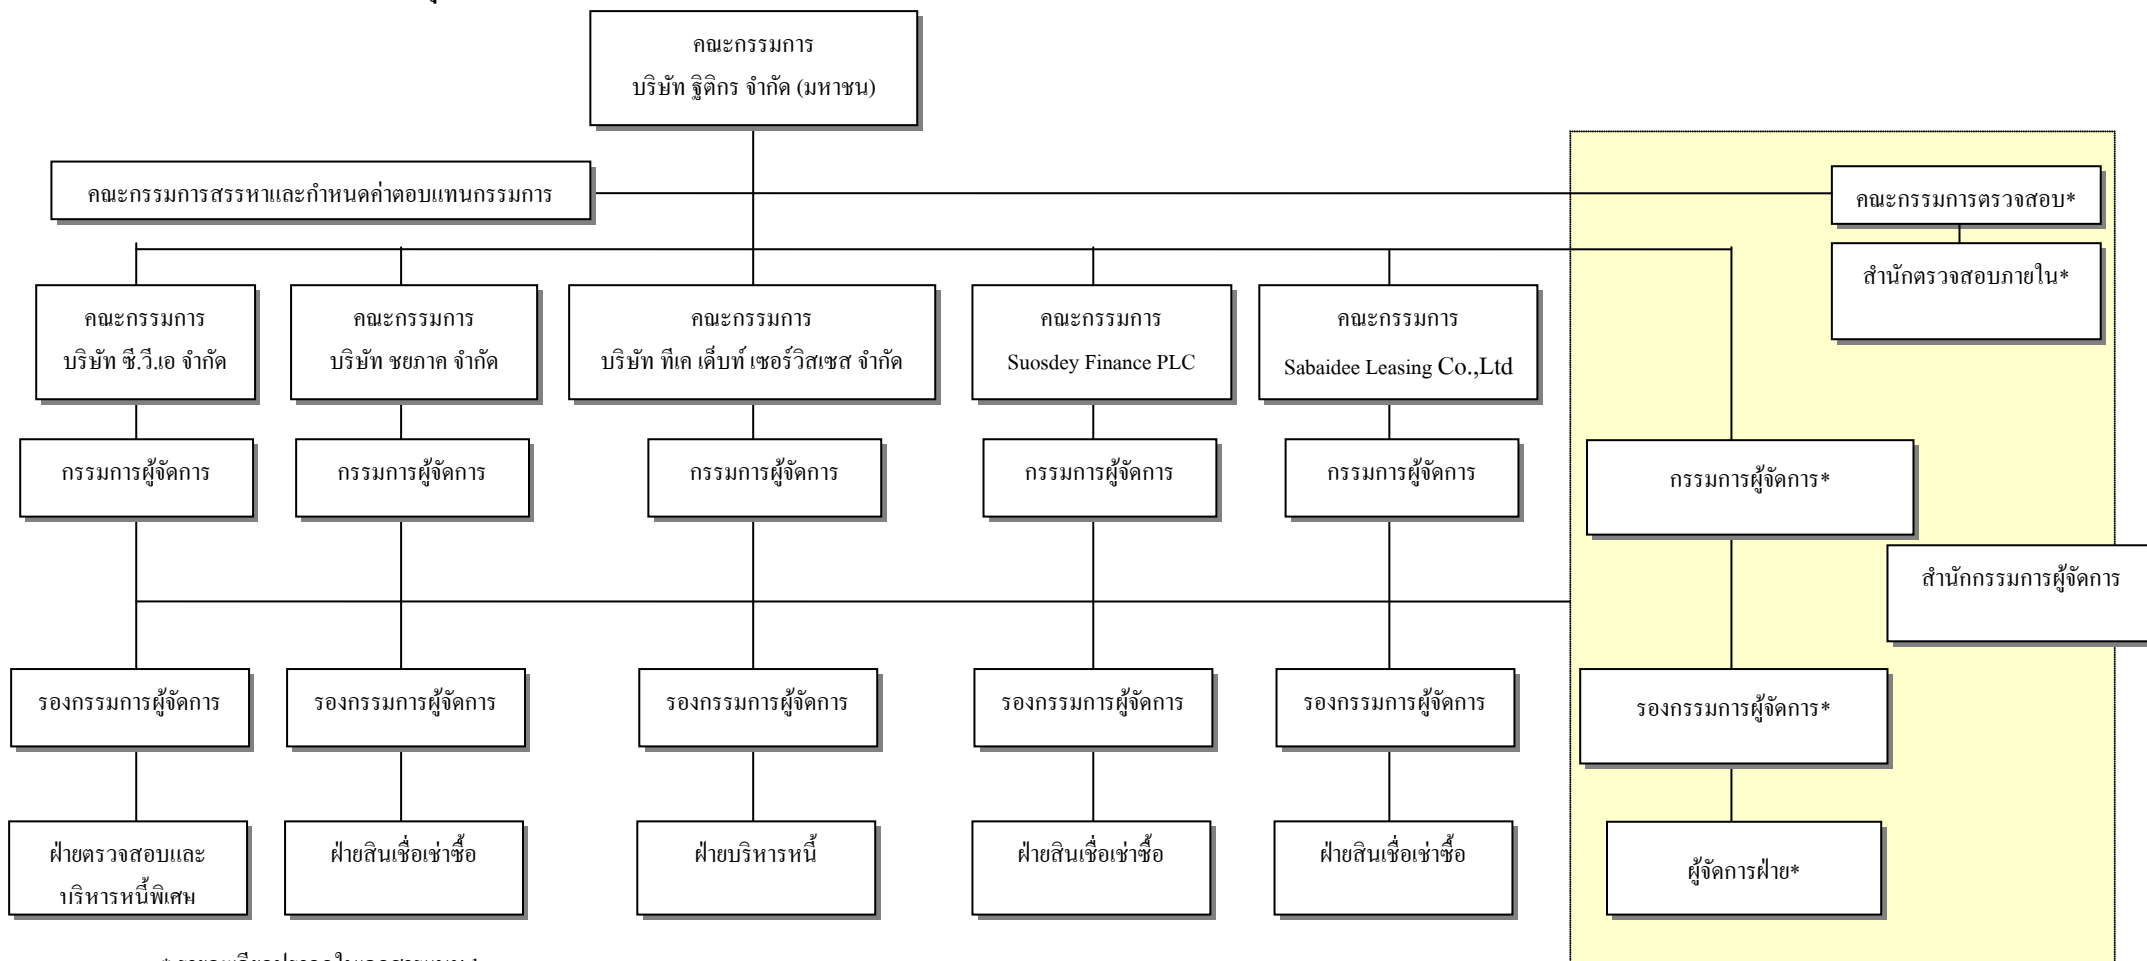 คณะกรรมการ
บริษัท ฐิติกร จำกัด (มหาชน)
คณะกรรมการสรรหาและกำหนดค่าตอบแทนกรรมการ
คณะกรรมการตรวจสอบ*
สำนักตรวจสอบภายใน*
คณะกรรมการ
บริษัท ซี.วี.เอ จำกัด
คณะกรรมการ
บริษัท ชยภาค จำกัด
คณะกรรมการ
บริษัท ทีเค เด็บท์ เซอร์วิสเซส จำกัด
คณะกรรมการ
Suosdey Finance PLC
คณะกรรมการ
Sabaidee Leasing Co.,Ltd
กรรมการผู้จัดการ
กรรมการผู้จัดการ
กรรมการผู้จัดการ
กรรมการผู้จัดการ
กรรมการผู้จัดการ
กรรมการผู้จัดการ*
สำนักกรรมการผู้จัดการ
รองกรรมการผู้จัดการ
รองกรรมการผู้จัดการ
รองกรรมการผู้จัดการ
รองกรรมการผู้จัดการ
รองกรรมการผู้จัดการ
รองกรรมการผู้จัดการ*
ฝ่ายตรวจสอบและ
บริหารหนี้พิเศษ
ฝ่ายสินเชื่อเช่าซื้อ
ฝ่ายบริหารหนี้
ฝ่ายสินเชื่อเช่าซื้อ
ฝ่ายสินเชื่อเช่าซื้อ
ผู้จัดการฝ่าย*